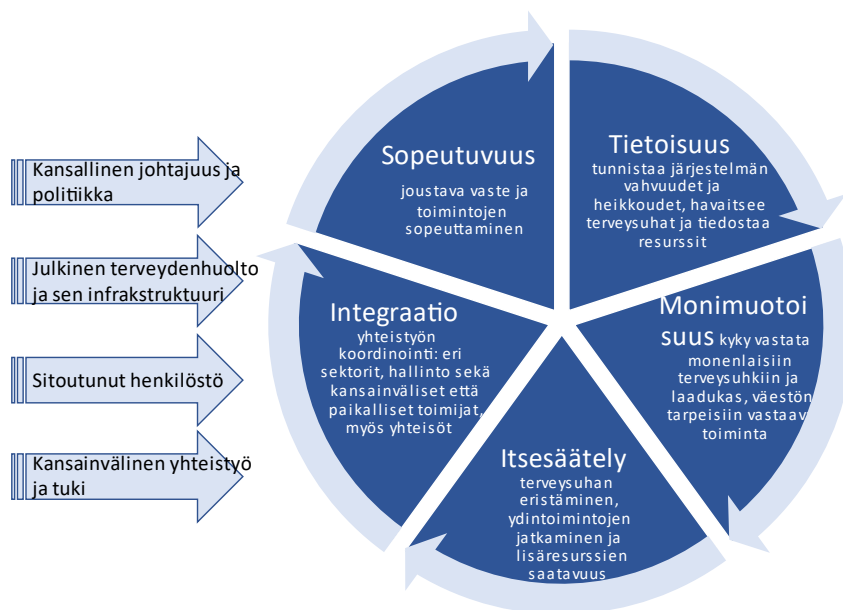 Kansallinen johtajuus ja
politiikka
Julkinen terveydenhuolto
ja sen infrakstruktuuri
Sitoutunut henkilöstö
Kansainvälinen yhteistyö
ja tuki
Sopeutuvuus
joustava vaste ja
toimintojen
sopeuttaminen
Tietoisuus
tunnistaa järjestelmän
vahvuudet ja
heikkoudet, havaitsee
terveysuhat ja tiedostaa
resurssit
Monimuotoi
suus kyky vastata
monenlaisiin
terveysuhkiin ja
laadukas, väestön
tarpeisiin vastaav
toiminta
Itsesäätely
terveysuhan
eristäminen,
ydintoimintojen
jatkaminen ja
lisäresurssien
saatavuus
Integraatio
yhteistyön
koordinointi: eri
sektorit, hallinto sekä
kansainväliset että
paikalliset toimijat,
myös yhteisöt